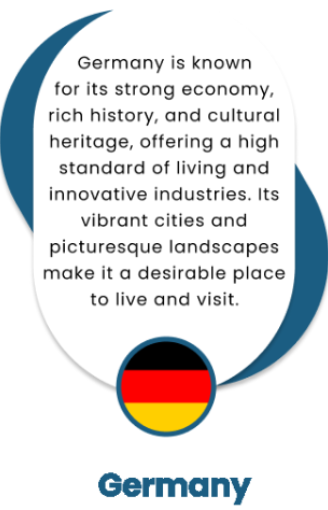 Germany is known
for its strong economy,
rich history, and cultural
heritage, offering a high
standard of living and
innovative industries. Its
vibrant cities and
picturesque landscapes
make it a desirable place
to live and visit.
Germany